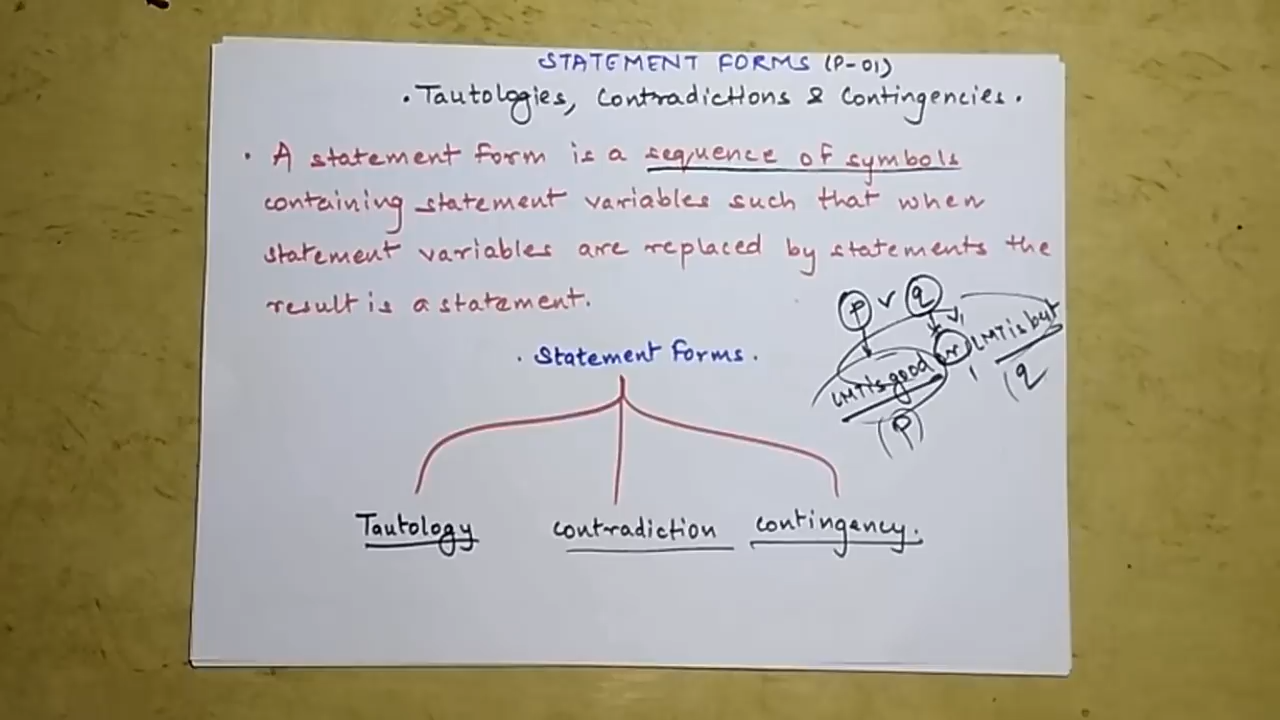 STATEMENT FORMS (P-01)
. Tautologies, Contradictions & Contingencies.
. A statement form is a sequence of symbols
containing statement variables such that when
statement variables are replaced by statements the
result is a statement.
p v q
LMT is good or LMT is but
(P) (q
. Statement Forms .
Tautology contradiction contingency.